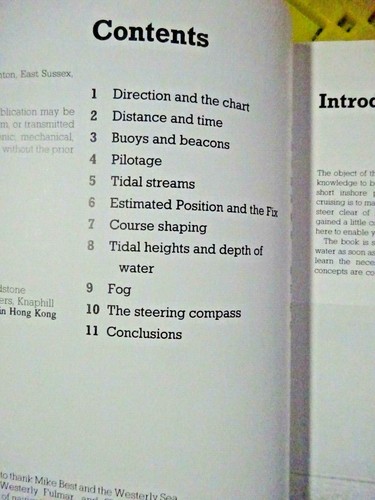 Contents
nton, East Sussex.
blication may be
m, or transmitted
nic, mechanical,
without the prior
1 Direction and the chart
2 Distance and time
3 Buoys and beacons
4 Pilotage
5 Tidal streams
6 Estimated Position and the Fix
7 Course shaping
8 Tidal heights and depth of
water
9 Fog
10 The steering compass
11 Conclusions
dstone
ers, Knaphill
in Hong Kong
to thank Mike Best and the Westerly Sea
Westerly Fulmar, and
Introd
The object of th
knowledge to b
short inshore p
cruising is to ma
steer clear of
gained a little c
here to enable y
The book is s
water as soon as
learn the nece
concepts are co